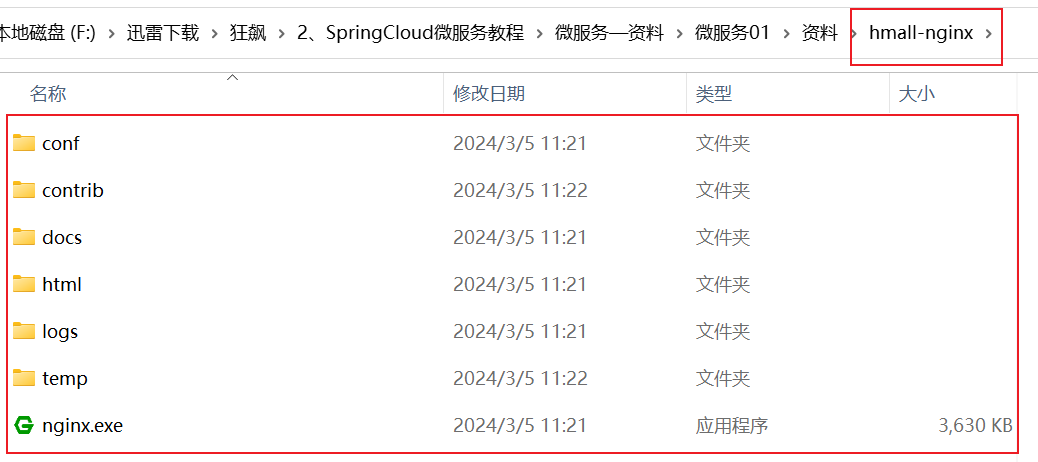 本地磁盘 (F:) > 迅雷下载 > 狂飙 > 2、SpringCloud微服务教程 > 微服务—资料 > 微服务01 > 资料 > hmall-nginx >
名称 修改日期 类型 大小
conf 2024/3/5 11:21 文件夹
contrib 2024/3/5 11:22 文件夹
docs 2024/3/5 11:21 文件夹
html 2024/3/5 11:21 文件夹
logs 2024/3/5 11:21 文件夹
temp 2024/3/5 11:22 文件夹
nginx.exe 2024/3/5 11:21 应用程序 3,630 KB